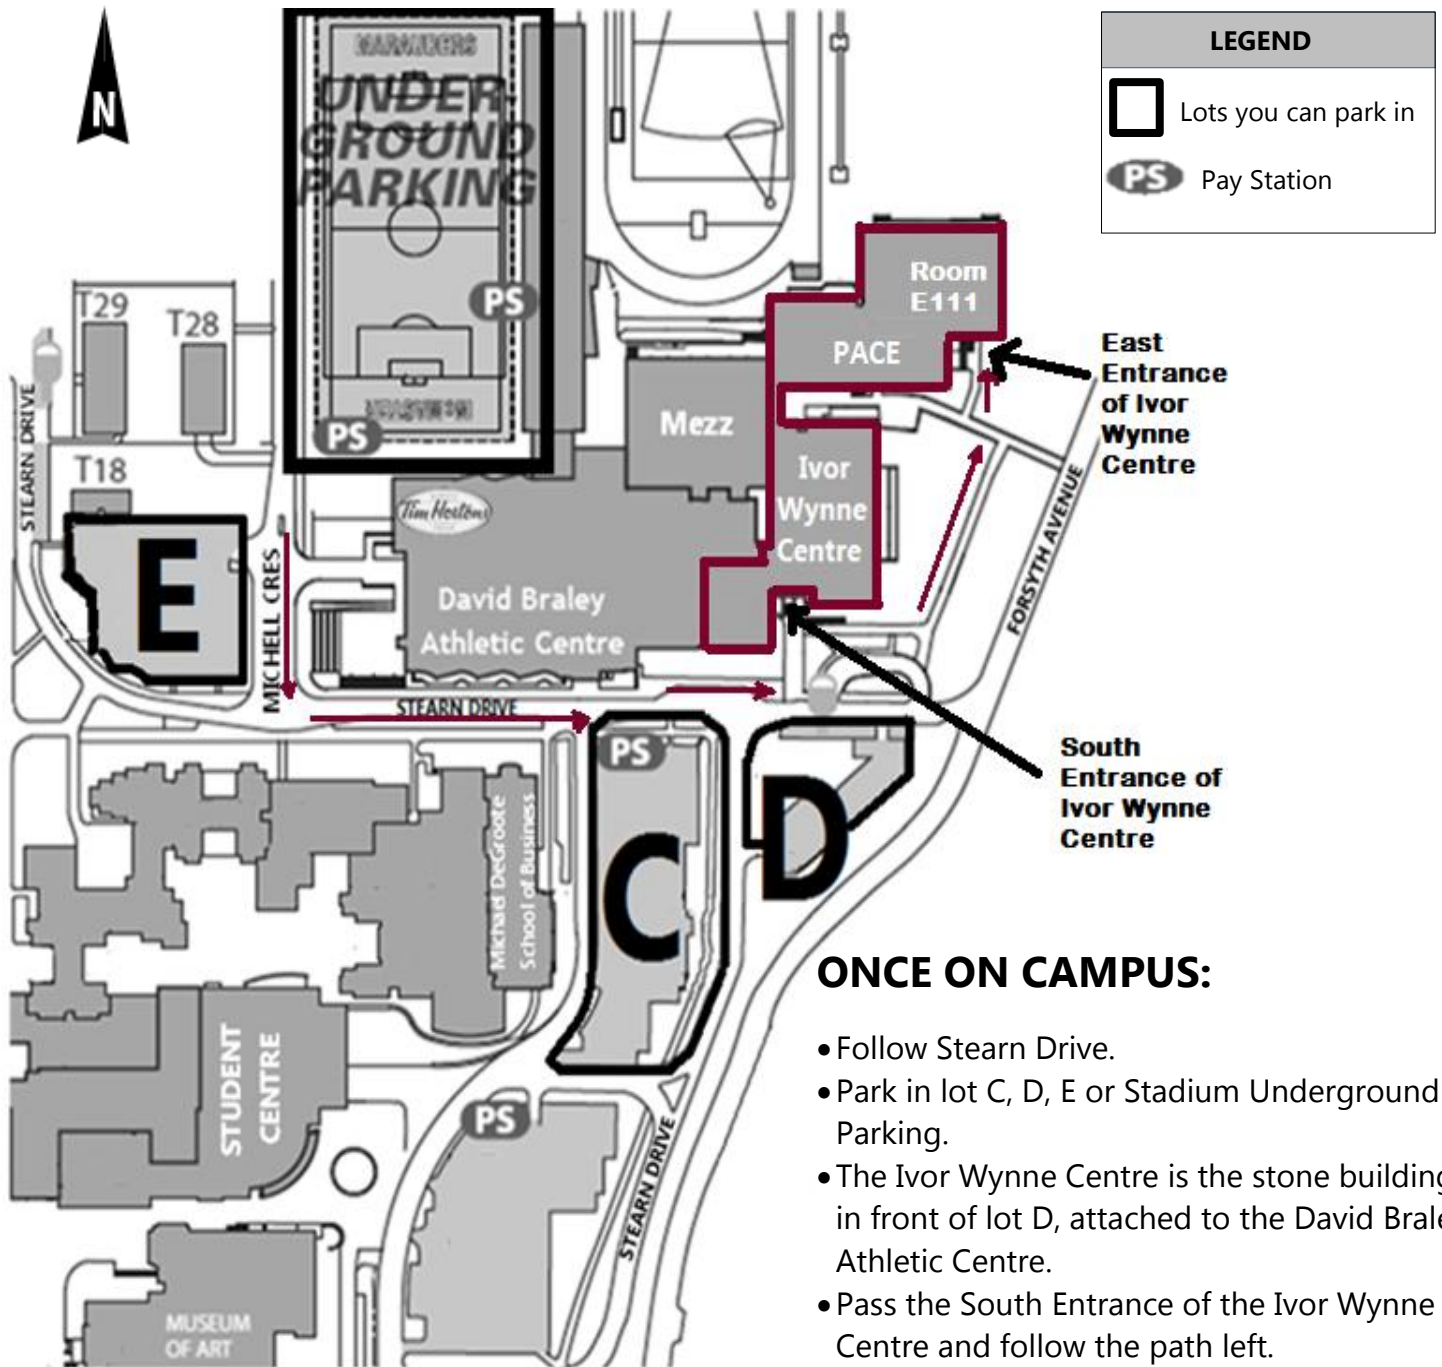 N
LEGEND
Lots you can park in
PS Pay Station
MARAUDERS
UNDER-
GROUND
PARKING
PS
PS
Room
E111
PACE
East
Entrance
of Ivor
Wynne
Centre
T29
T28
T18
STEARN DRIVE
Mezz
Ivor
Wynne
Centre
Tim Hortons
David Braley
Athletic Centre
E
MICHELL CRES
FORSYTH AVENUE
STEARN DRIVE
PS
C
D
South
Entrance of
Ivor Wynne
Centre
Michael DeGroote
School of Business
STUDENT
CENTRE
PS
STEARN DRIVE
MUSEUM
OF ART
ONCE ON CAMPUS:
•Follow Stearn Drive.
•Park in lot C, D, E or Stadium Underground
Parking.
•The Ivor Wynne Centre is the stone building
in front of lot D, attached to the David Brale
Athletic Centre.
•Pass the South Entrance of the Ivor Wynne
Centre and follow the path left.